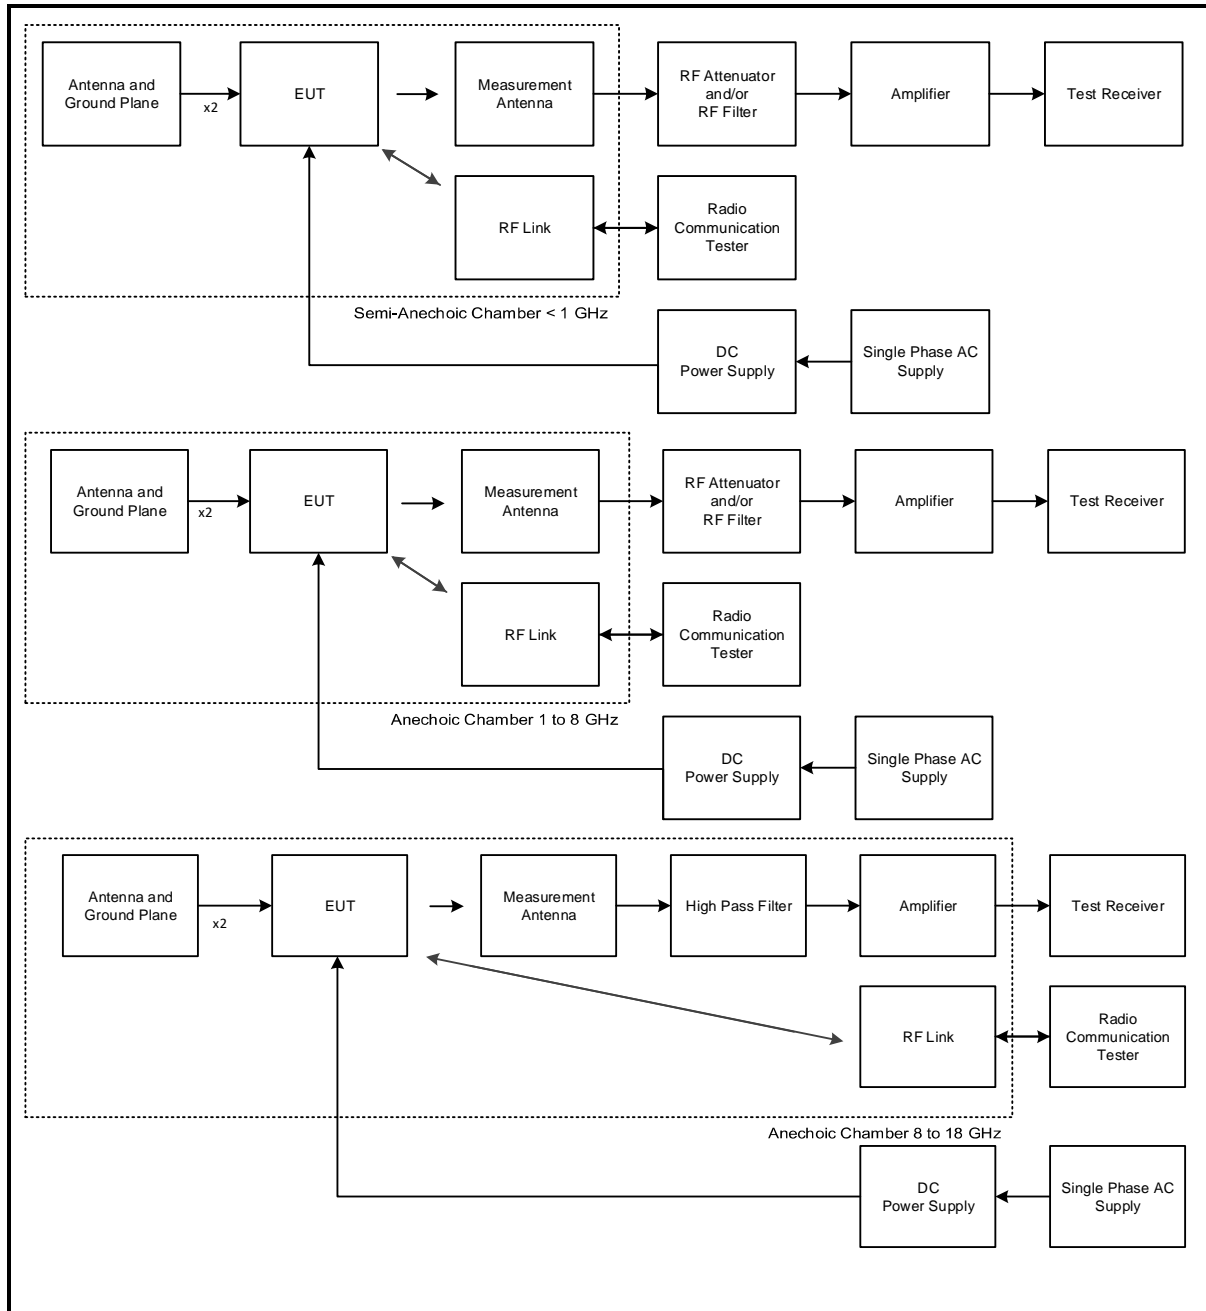 Antenna and
Ground Plane
x2
EUT
Measurement
Antenna
RF Attenuator
and/or
RF Filter
Amplifier
Test Receiver
RF Link
Radio
Communication
Tester
Semi-Anechoic Chamber < 1 GHz
DC
Power Supply
Single Phase AC
Supply
Antenna and
Ground Plane
x2
EUT
Measurement
Antenna
RF Attenuator
and/or
RF Filter
Amplifier
Test Receiver
RF Link
Radio
Communication
Tester
Anechoic Chamber 1 to 8 GHz
DC
Power Supply
Single Phase AC
Supply
Antenna and
Ground Plane
x2
EUT
Measurement
Antenna
High Pass Filter
Amplifier
Test Receiver
RF Link
Radio
Communication
Tester
Anechoic Chamber 8 to 18 GHz
DC
Power Supply
Single Phase AC
Supply